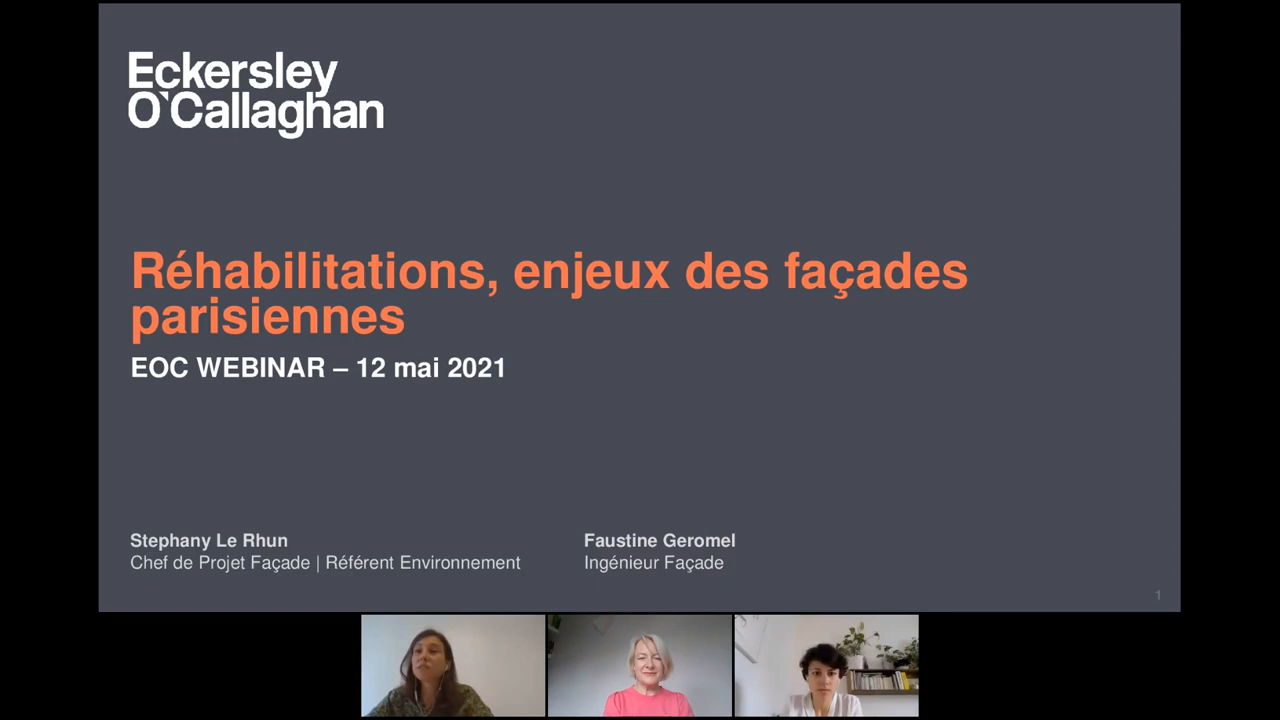 Eckersley
O'Callaghan
Réhabilitations, enjeux des façades
parisiennes
EOC WEBINAR – 12 mai 2021
Stephany Le Rhun
Chef de Projet Façade | Référent Environnement
Faustine Geromel
Ingénieur Façade
1